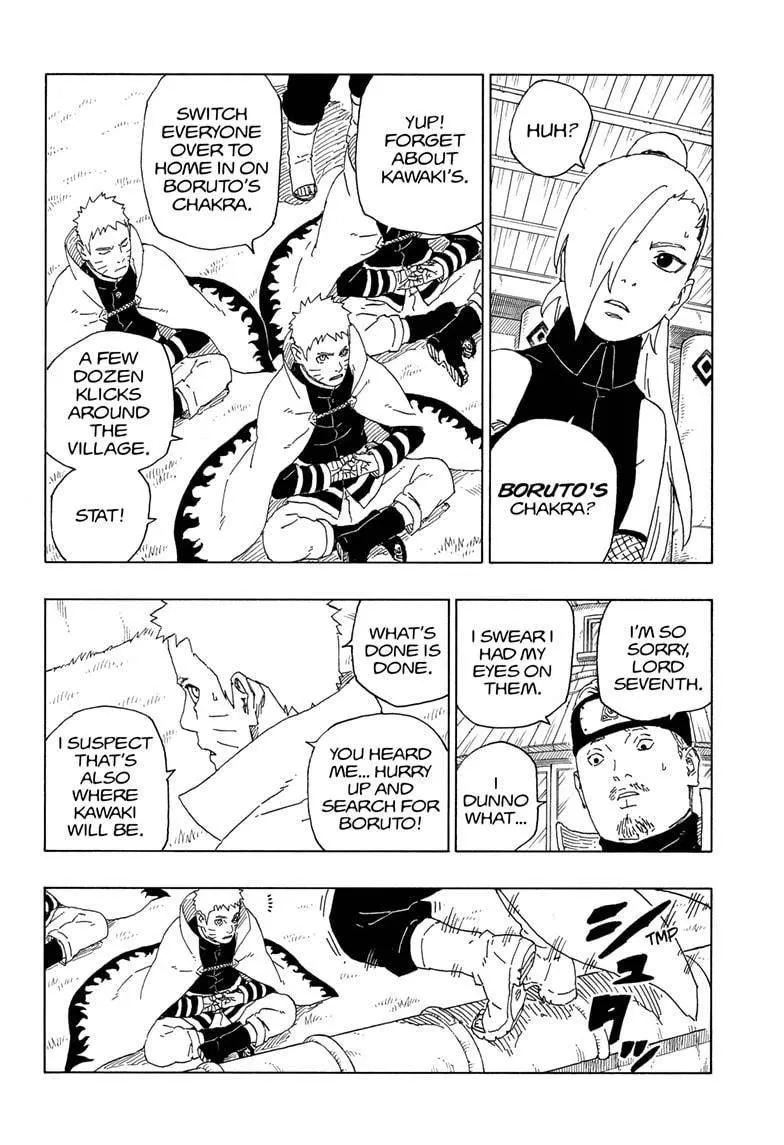 HUH?
BORUTO'S
CHAKRA?
YUP!
FORGET
ABOUT
KAWAKI'S.
SWITCH
EVERYONE
OVER TO
HOME IN ON
BORUTO'S
CHAKRA.
A FEW
DOZEN
KLICKS
AROUND
THE
VILLAGE.
STAT!
I'M SO
SORRY,
LORD
SEVENTH.
I SWEAR I
HAD MY
EYES ON
THEM.
I
DUNNO
WHAT...
WHAT'S
DONE IS
DONE.
YOU HEARD
ME... HURRY
UP AND
SEARCH FOR
BORUTO!
I SUSPECT
THAT'S
ALSO
WHERE
KAWAKI
WILL BE.
シュタッ
TMP